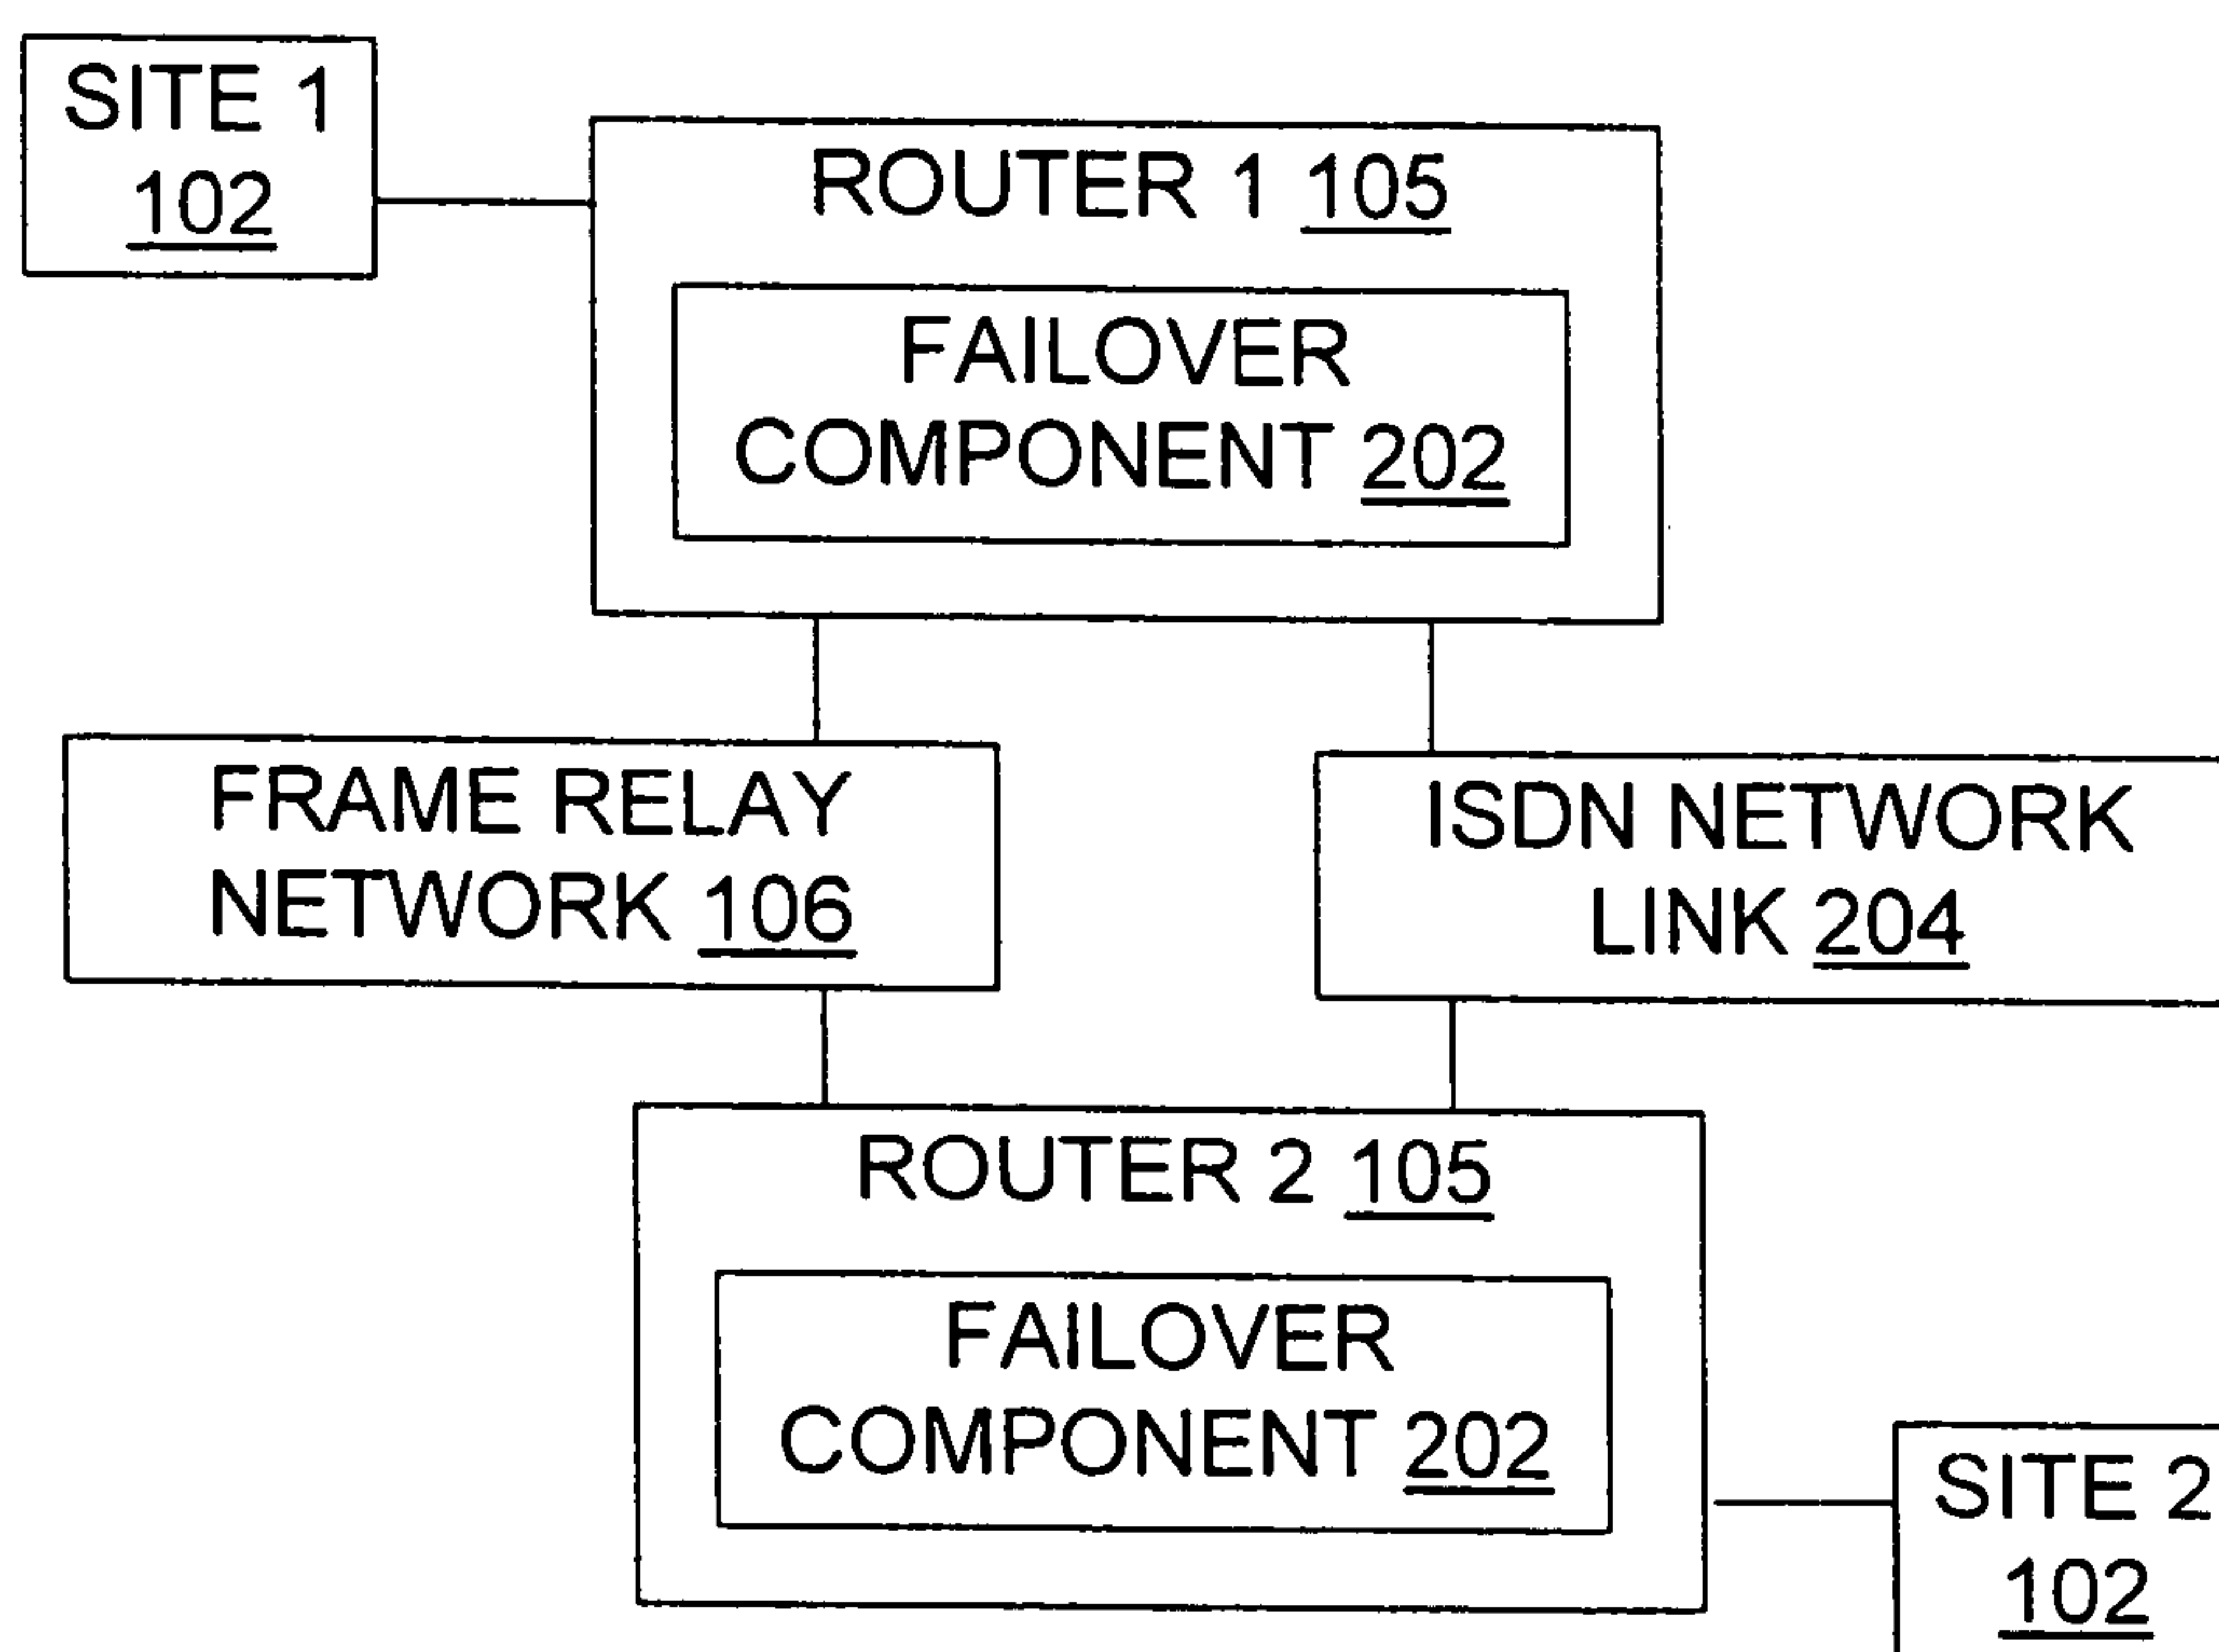 SITE 1
102
ROUTER 1 105
FAILOVER
COMPONENT 202
FRAME RELAY
NETWORK 106
ISDN NETWORK
LINK 204
ROUTER 2 105
FAILOVER
COMPONENT 202
SITE 2
102